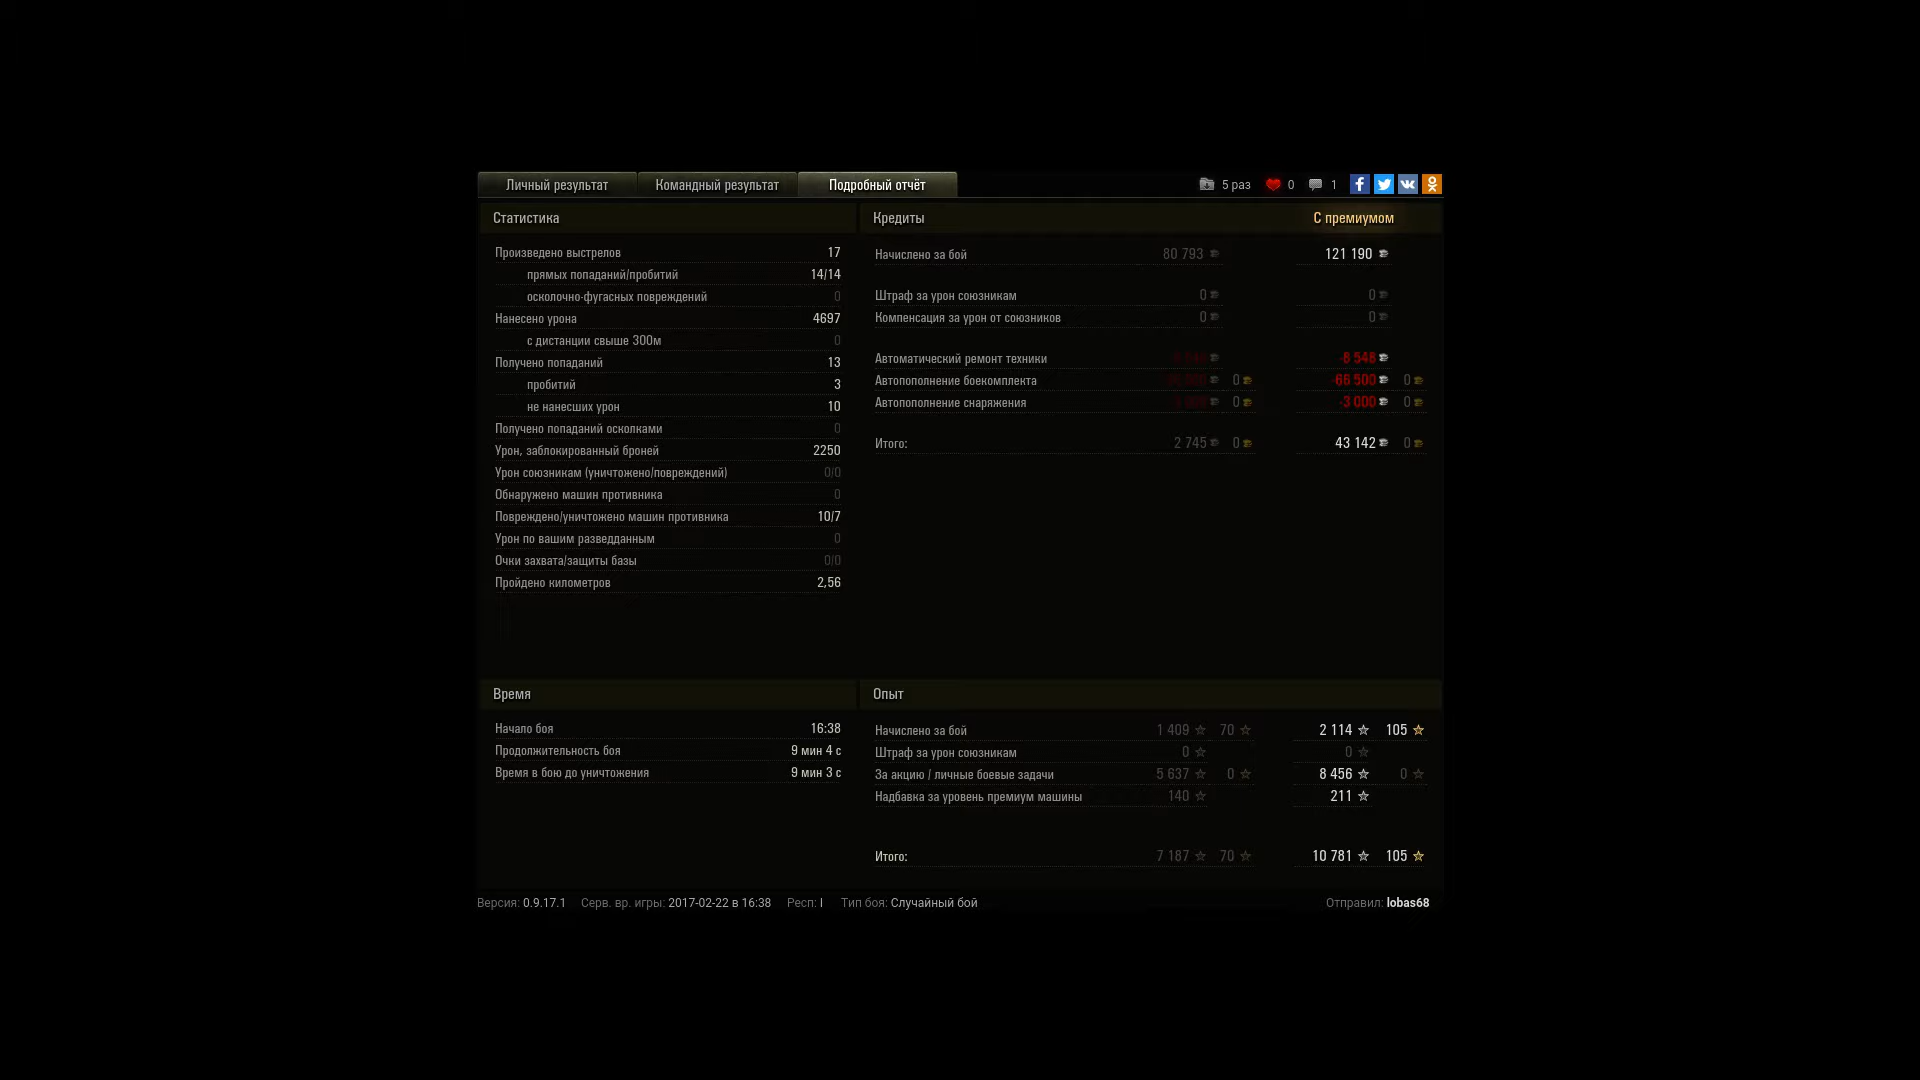 Личный результат Командный результат Подробный отчёт 5 раз 0 1
Статистика
Произведено выстрелов 17
прямых попаданий/пробитий 14/14
осколочно-фугасных повреждений 0
Нанесено урона 4697
с дистанции свыше 300м 0
Получено попаданий 13
пробитий 3
не нанесших урон 10
Получено попаданий осколками 0
Урон, заблокированный броней 2250
Урон союзникам (уничтожено/повреждений) 0/0
Обнаружено машин противника 0
Повреждено/уничтожено машин противника 10/7
Урон по вашим разведданным 0
Очки захвата/защиты базы 0/0
Пройдено километров 2,56
Кредиты С премиумом
Начислено за бой 80 793 121 190
Штраф за урон союзникам 0 0
Компенсация за урон от союзников 0 0
Автоматический ремонт техники -8 548
Автопополнение боекомплекта 0 -66 500 0
Автопополнение снаряжения 0 -3 000 0
Итого: 2 745 0 43 142 0
Время
Начало боя 16:38
Продолжительность боя 9 мин 4 с
Время в бою до уничтожения 9 мин 3 с
Опыт
Начислено за бой 1 409 70 2 114 105
Штраф за урон союзникам 0 0
За акцию / личные боевые задачи 5 637 0 8 456 0
Надбавка за уровень премиум машины 140 211
Итого: 7 187 70 10 781 105
Версия: 0.9.17.1 Серв. вр. игры: 2017-02-22 в 16:38 Респ: I Тип боя: Случайный бой Отправил: lobas68